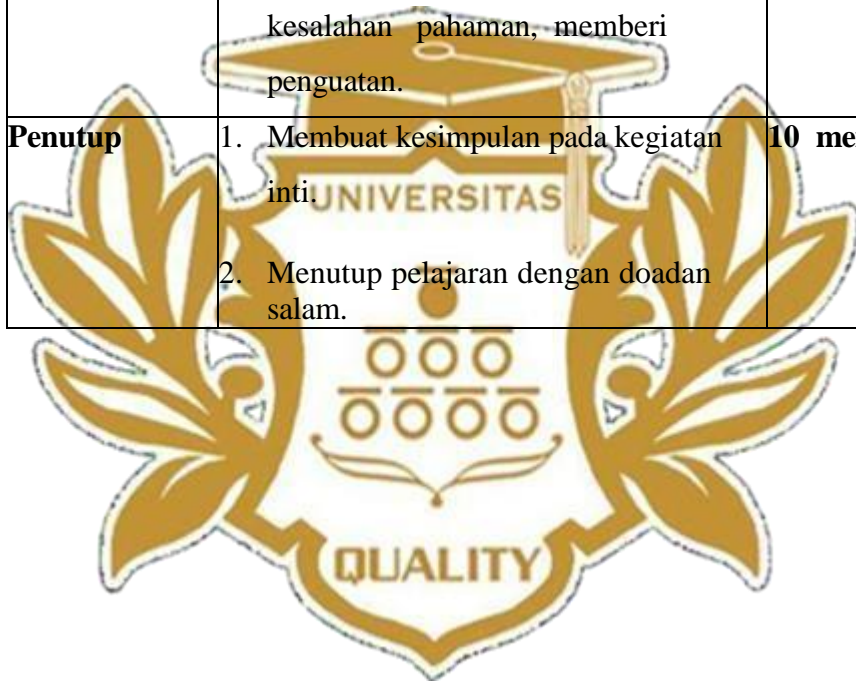 kesalahan pahaman, memberi
penguatan.
Penutup 1. Membuat kesimpulan pada kegiatan 10
inti.
UNIVERSITAS
2. Menutup pelajaran dengan doadan
salam.
QUALITY